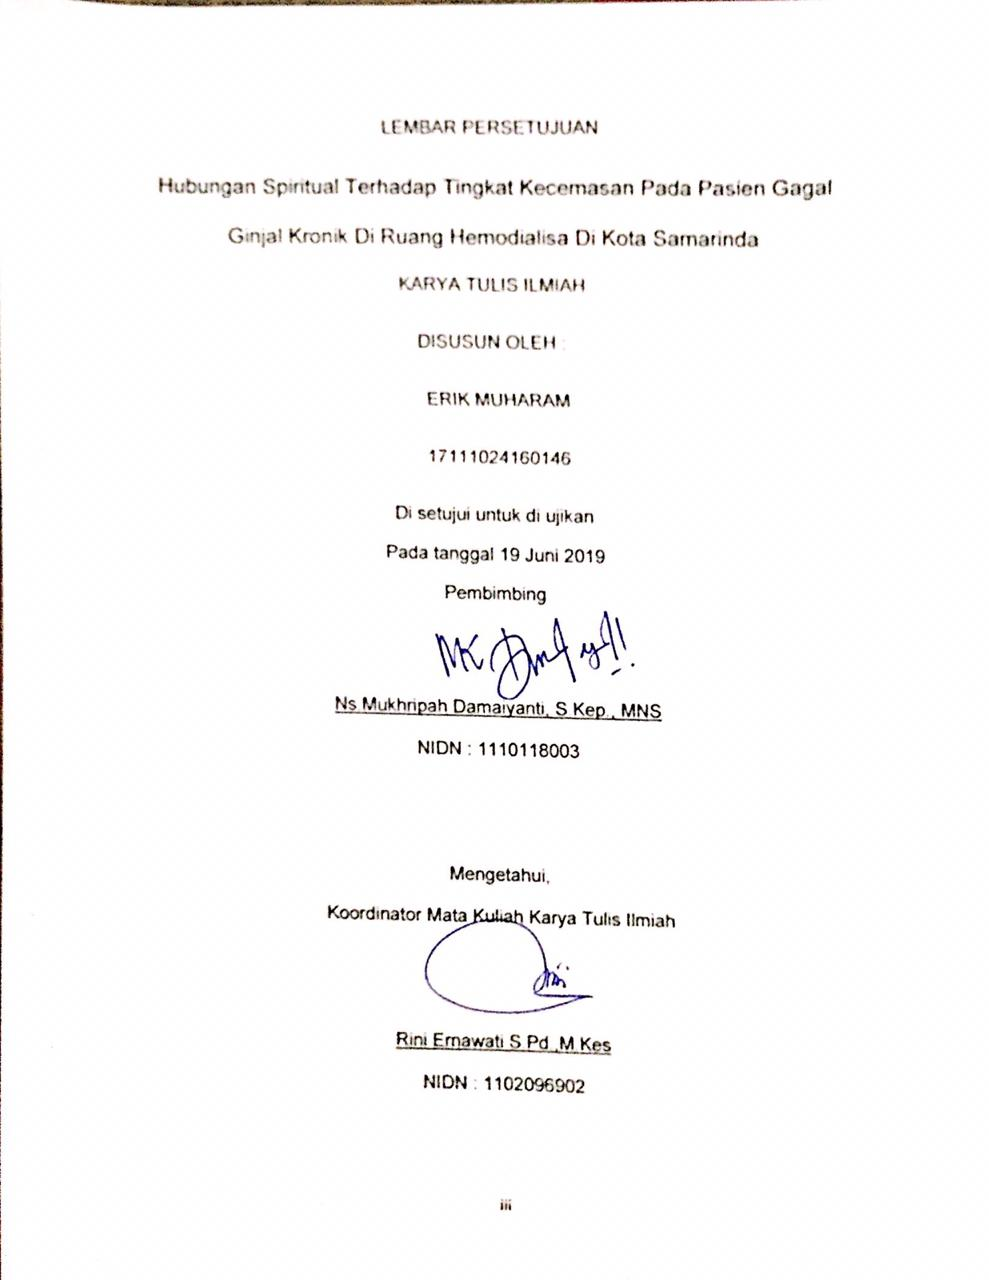 LEMBAR PERSETUJUAN
Hubungan Spiritual Terhadap Tingkat Kecemasan Pada Pasien Gagal
Ginjal Kronik Di Ruang Hemodialisa Di Kota Samarinda
KARYA TULIS ILMIAH
DISUSUN OLEH :
ERIK MUHARAM
17111024160146
Di setujui untuk di ujikan
Pada tanggal 19 Juni 2019
Pembimbing
Ns Mukhripah Damaiyanti, S Kep., MNS
NIDN : 1110118003
Mengetahui,
Koordinator Mata Kuliah Karya Tulis Ilmiah
Rini Ernawati S Pd ,M Kes
NIDN : 1102096902
iii